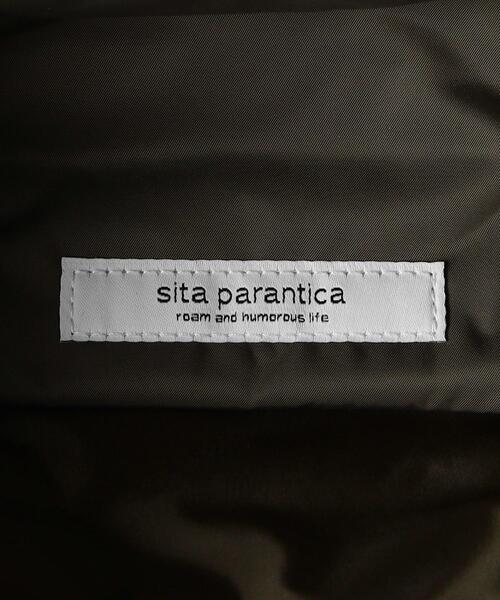 sita parantica
roam and humorous life